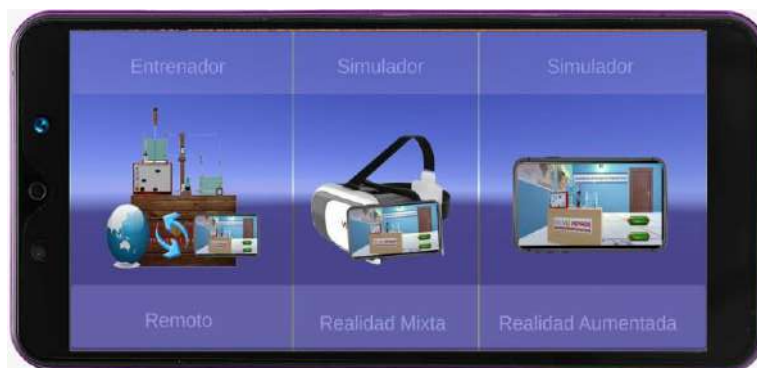 Entrenador
Simulador
Simulador
Remoto
Realidad Mixta
Realidad Aumentada